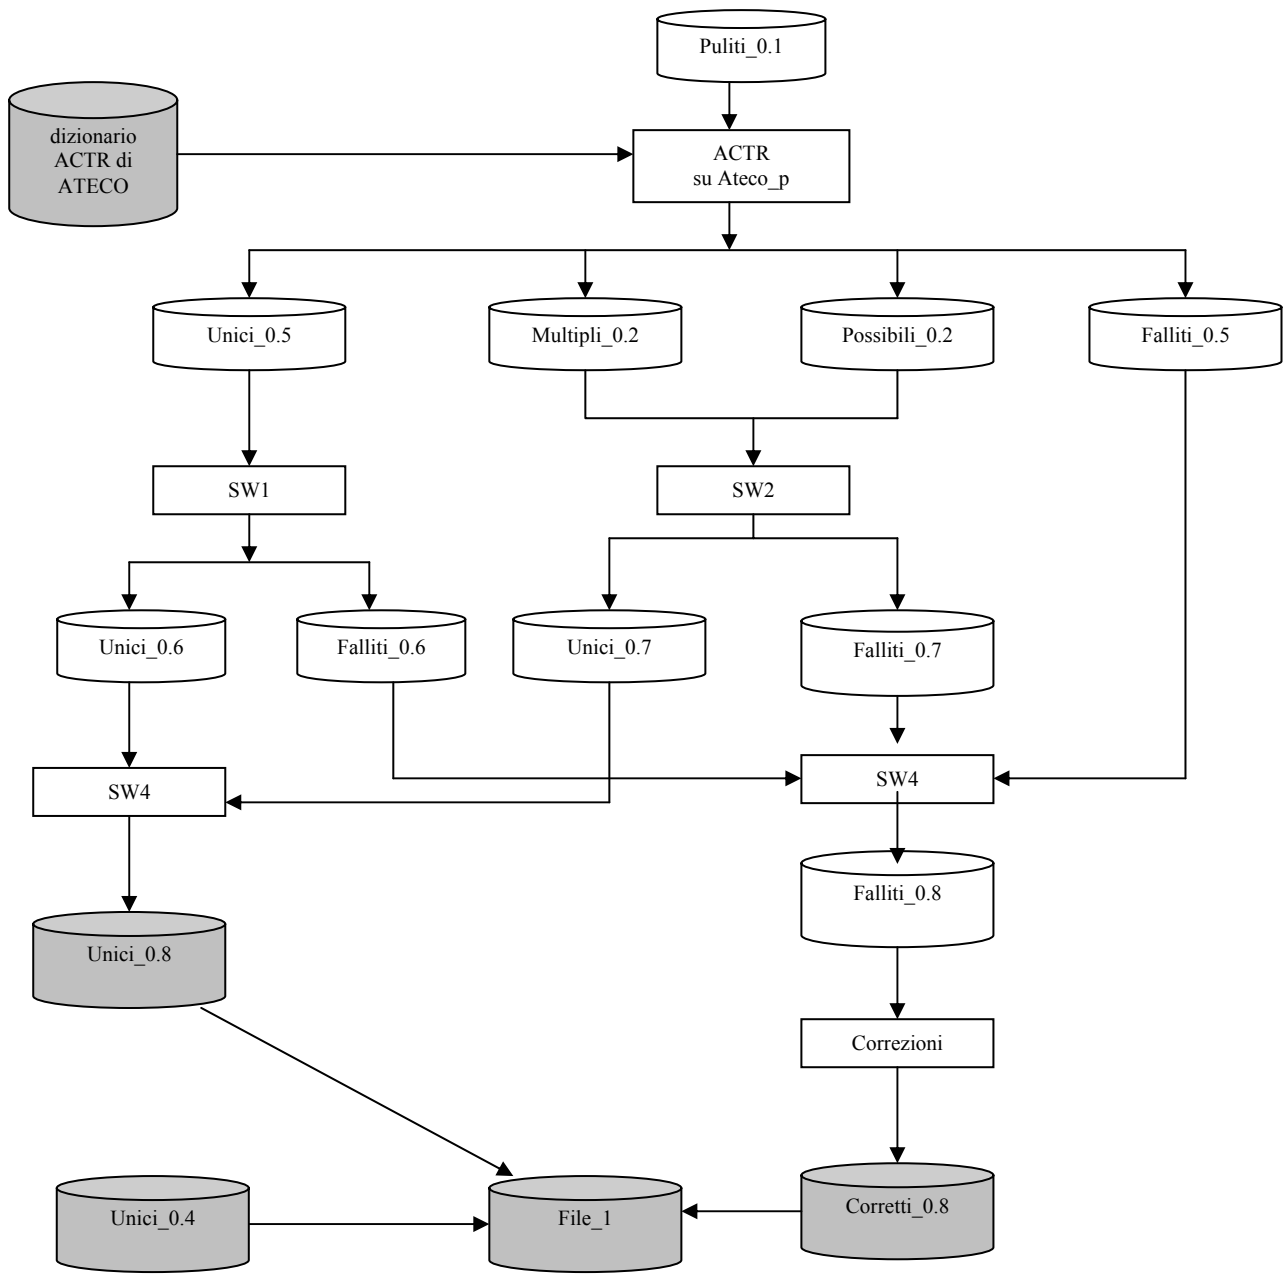 Puliti_0.1
dizionario
ACTR di
ATECO
ACTR
su Ateco_p
Unici_0.5
Multipli_0.2
Possibili_0.2
Falliti_0.5
SW1
SW2
Unici_0.6
Falliti_0.6
Unici_0.7
Falliti_0.7
SW4
SW4
Falliti_0.8
Unici_0.8
Correzioni
Unici_0.4
File_1
Corretti_0.8